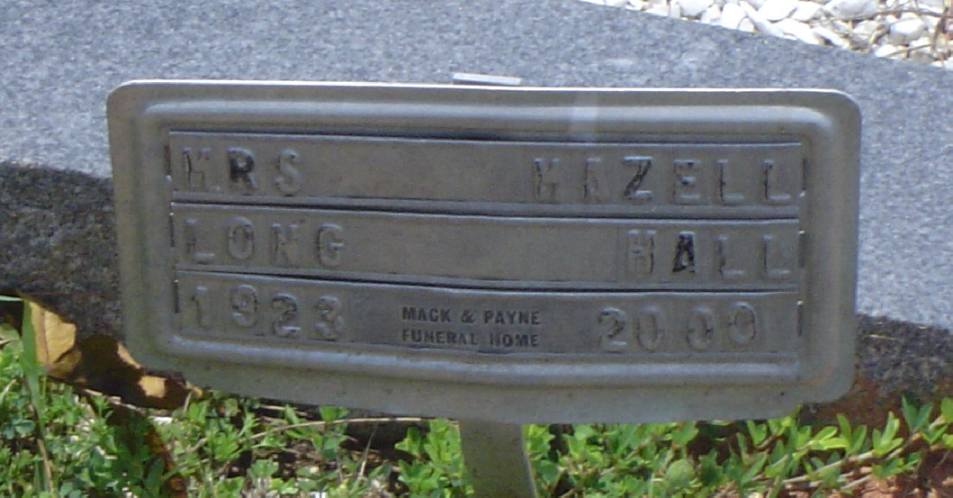 MRS HAZELL
LONG HALL
1923 MACK & PAYNE 2000
FUNERAL HOME